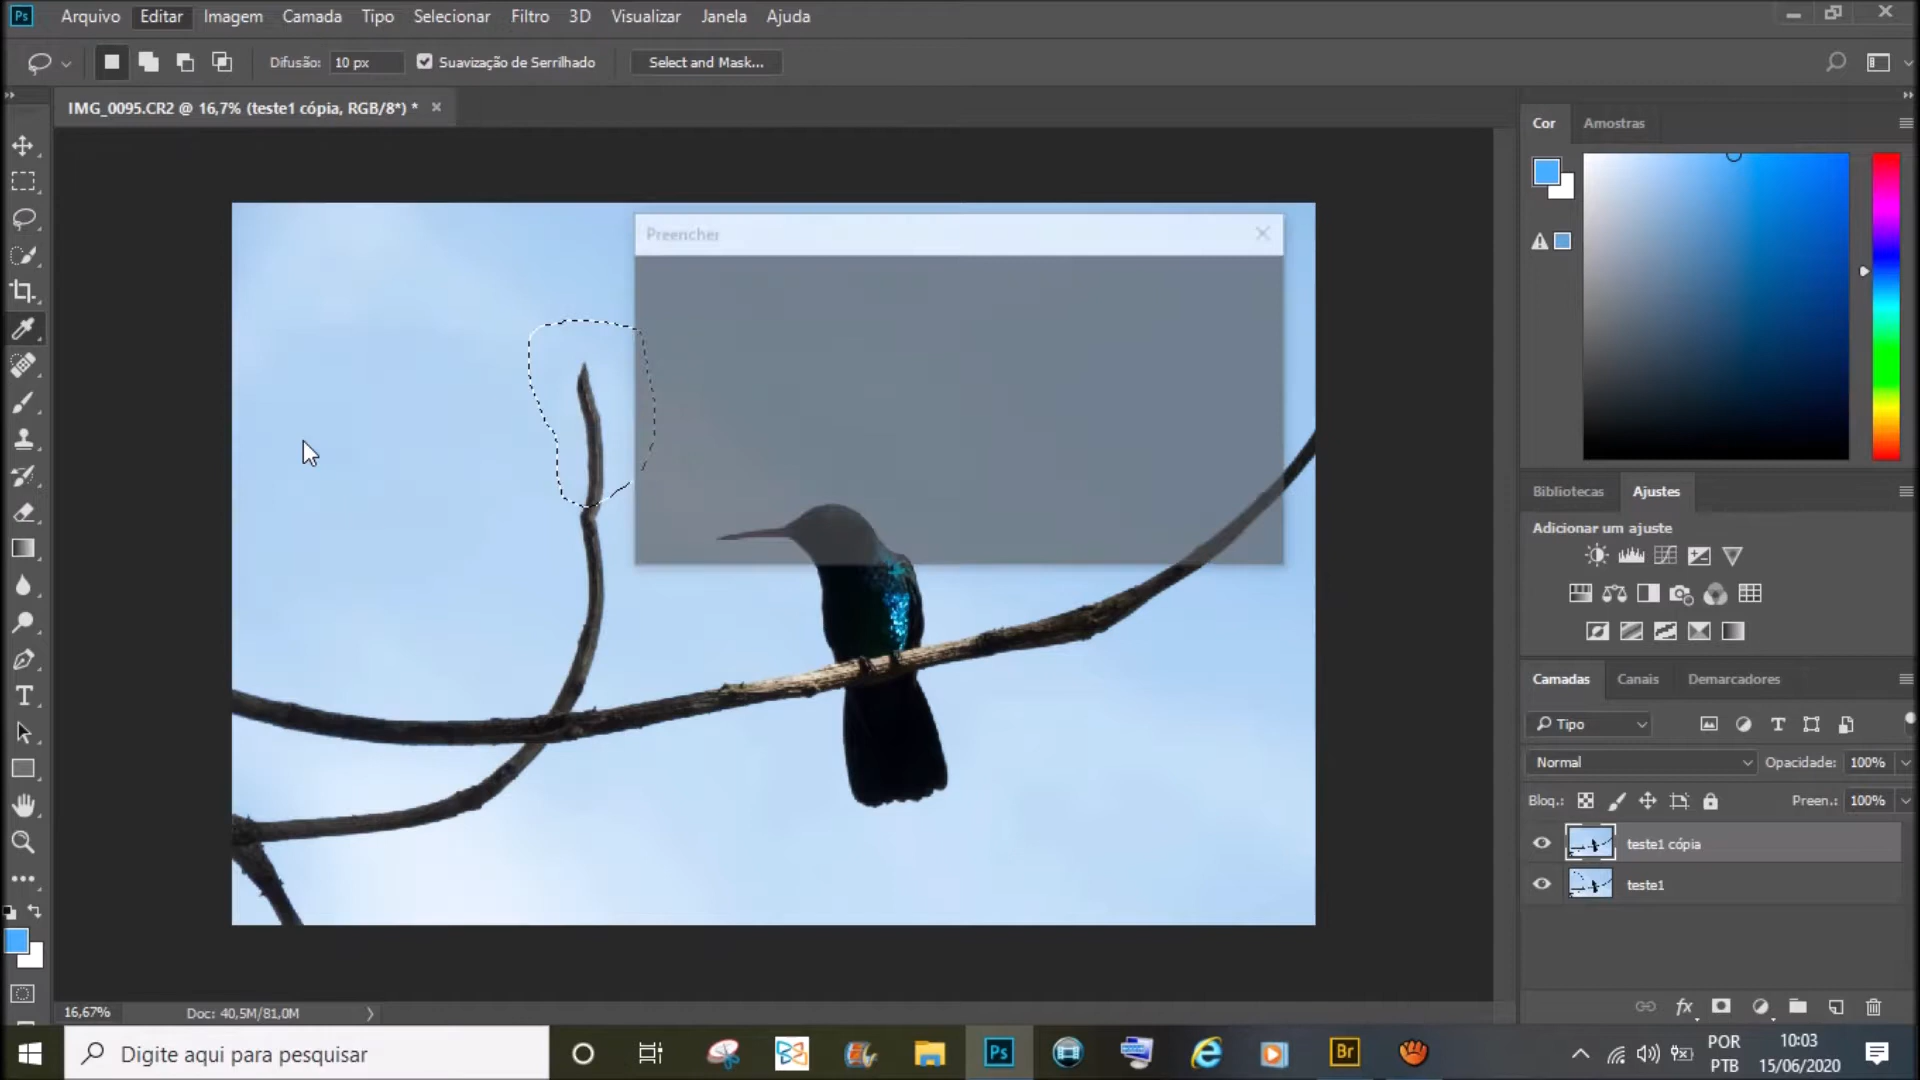 Ps Arquivo Editar Imagem Camada Tipo Selecionar Filtro 3D Visualizar Janela Ajuda
Difusão: 10 px Suavização de Serrilhado Select and Mask...
IMG_0095.CR2 @ 16,7% (teste1 cópia, RGB/8*) *
Cor Amostras
Preencher
Bibliotecas Ajustes
Adicionar um ajuste
Camadas Canais Demarcadores
Tipo
Normal Opacidade: 100%
Bloq.: Preen.: 100%
teste1 cópia
teste1
16,67% Doc: 40,5M/81,0M
Digite aqui para pesquisar
Ps
Br
POR
PTB
10:03
15/06/2020